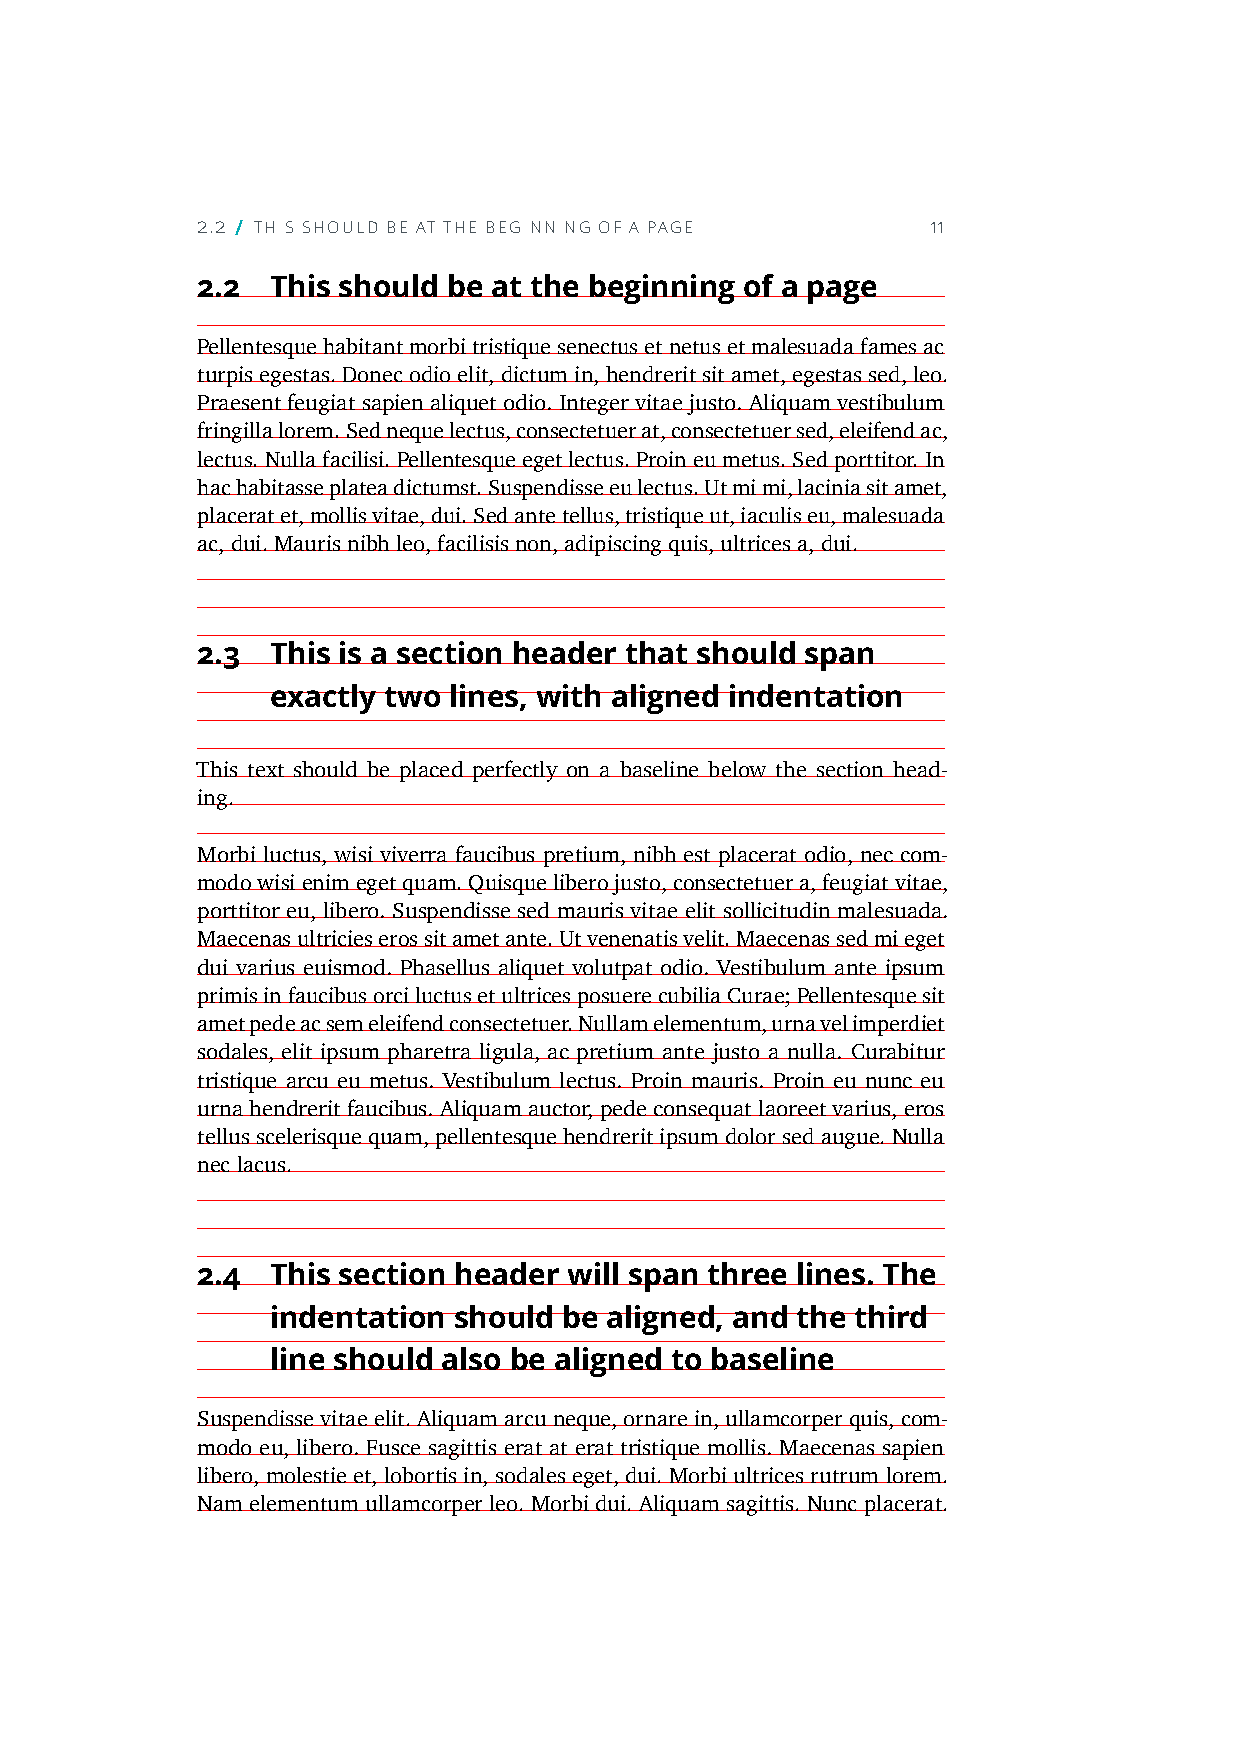 2.2 / TH S SHOULD BE AT THE BEG NN NG OF A PAGE 11
2.2 This should be at the beginning of a page
Pellentesque habitant morbi tristique senectus et netus et malesuada fames ac
turpis egestas. Donec odio elit, dictum in, hendrerit sit amet, egestas sed, leo.
Praesent feugiat sapien aliquet odio. Integer vitae justo. Aliquam vestibulum
fringilla lorem. Sed neque lectus, consectetuer at, consectetuer sed, eleifend ac,
lectus. Nulla facilisi. Pellentesque eget lectus. Proin eu metus. Sed porttitor. In
hac habitasse platea dictumst. Suspendisse eu lectus. Ut mi mi, lacinia sit amet,
placerat et, mollis vitae, dui. Sed ante tellus, tristique ut, iaculis eu, malesuada
ac, dui. Mauris nibh leo, facilisis non, adipiscing quis, ultrices a, dui.
2.3 This is a section header that should span
exactly two lines, with aligned indentation
This text should be placed perfectly on a baseline below the section head-
ing.
Morbi luctus, wisi viverra faucibus pretium, nibh est placerat odio, nec com-
modo wisi enim eget quam. Quisque libero justo, consectetuer a, feugiat vitae,
porttitor eu, libero. Suspendisse sed mauris vitae elit sollicitudin malesuada.
Maecenas ultricies eros sit amet ante. Ut venenatis velit. Maecenas sed mi eget
dui varius euismod. Phasellus aliquet volutpat odio. Vestibulum ante ipsum
primis in faucibus orci luctus et ultrices posuere cubilia Curae; Pellentesque sit
amet pede ac sem eleifend consectetuer. Nullam elementum, urna vel imperdiet
sodales, elit ipsum pharetra ligula, ac pretium ante justo a nulla. Curabitur
tristique arcu eu metus. Vestibulum lectus. Proin mauris. Proin eu nunc eu
urna hendrerit faucibus. Aliquam auctor, pede consequat laoreet varius, eros
tellus scelerisque quam, pellentesque hendrerit ipsum dolor sed augue. Nulla
nec lacus.
2.4 This section header will span three lines. The
indentation should be aligned, and the third
line should also be aligned to baseline
Suspendisse vitae elit. Aliquam arcu neque, ornare in, ullamcorper quis, com-
modo eu, libero. Fusce sagittis erat at erat tristique mollis. Maecenas sapien
libero, molestie et, lobortis in, sodales eget, dui. Morbi ultrices rutrum lorem.
Nam elementum ullamcorper leo. Morbi dui. Aliquam sagittis. Nunc placerat.